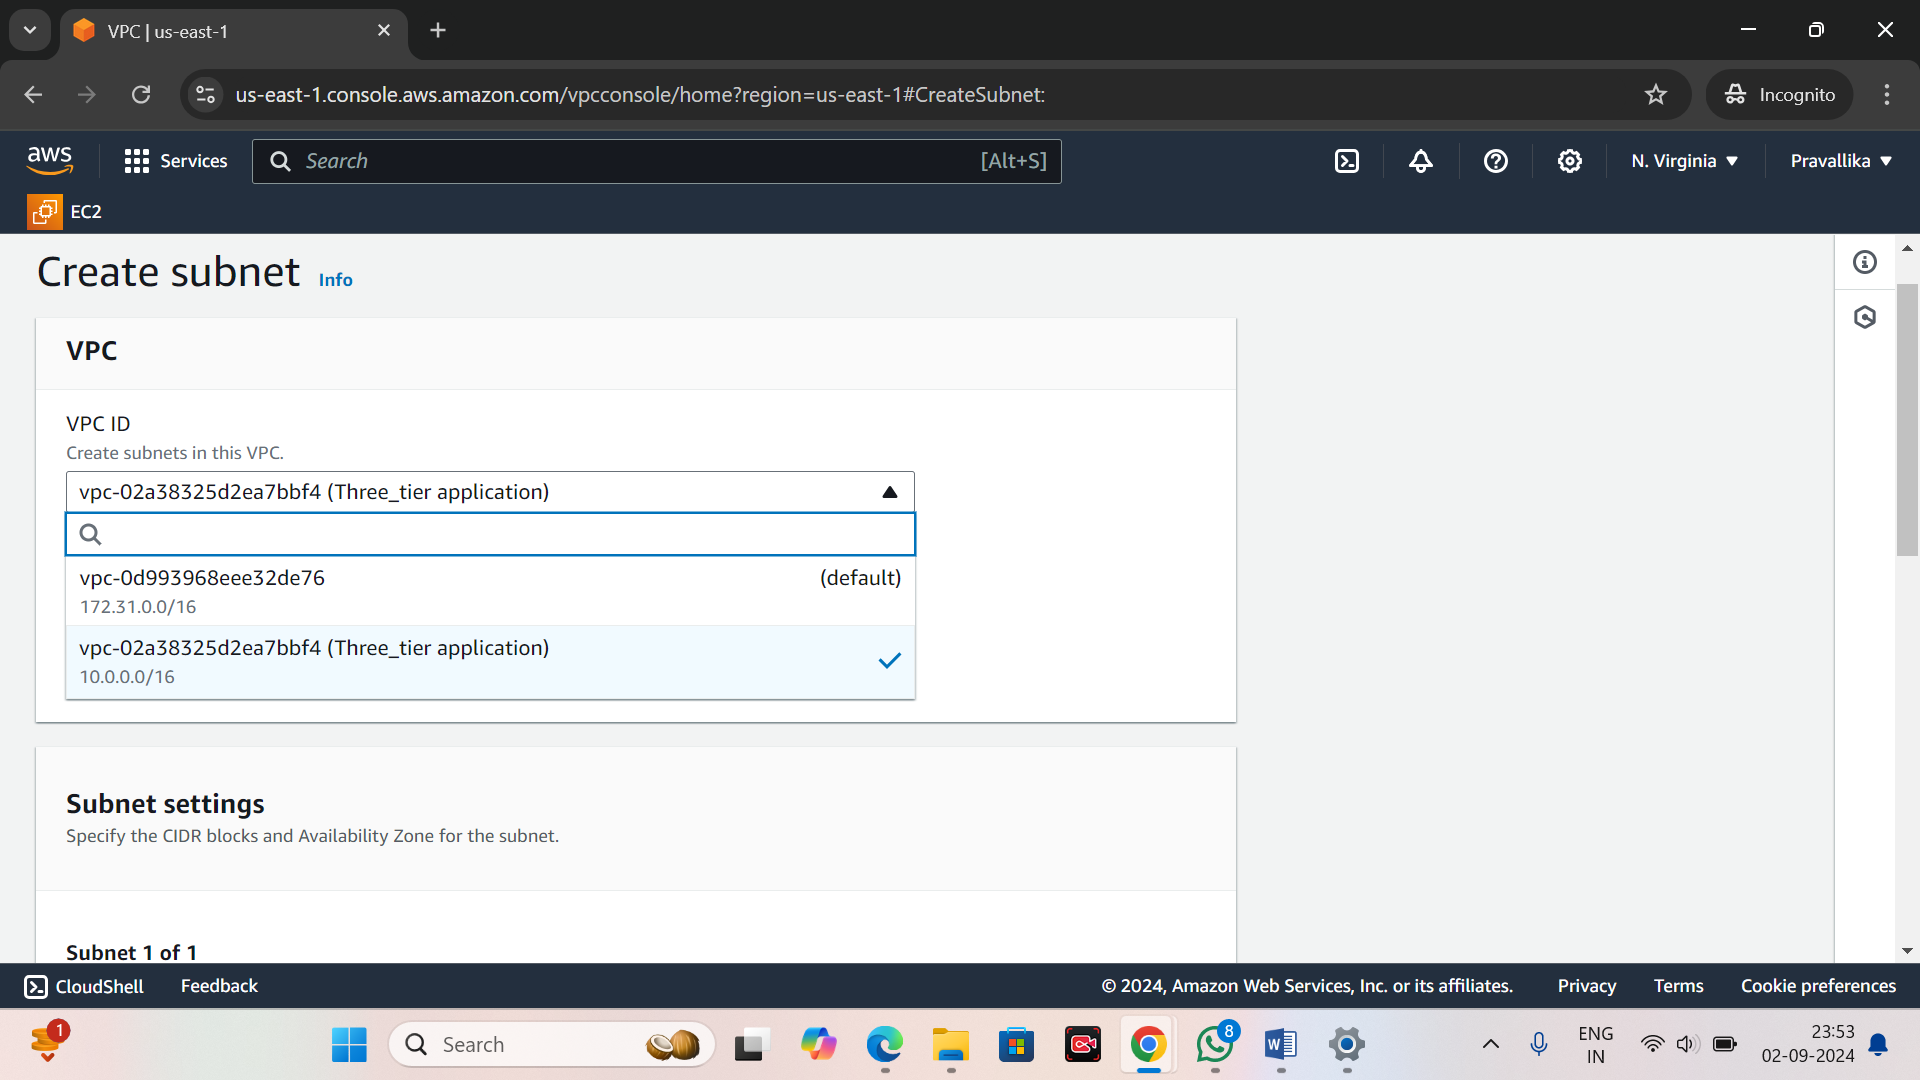 VPC | us-east-1
us-east-1.console.aws.amazon.com/vpcconsole/home?region=us-east-1#CreateSubnet:
Incognito
aws
Services
Search
[Alt+S]
N. Virginia
Pravallika
EC2
Create subnet Info
VPC
VPC ID
Create subnets in this VPC.
vpc-02a38325d2ea7bbf4 (Three_tier application)
vpc-0d993968eee32de76 (default)
172.31.0.0/16
vpc-02a38325d2ea7bbf4 (Three_tier application)
10.0.0.0/16
Subnet settings
Specify the CIDR blocks and Availability Zone for the subnet.
Subnet 1 of 1
CloudShell Feedback © 2024, Amazon Web Services, Inc. or its affiliates. Privacy Terms Cookie preferences
1
Search
W
8
ENG
IN
23:53
02-09-2024